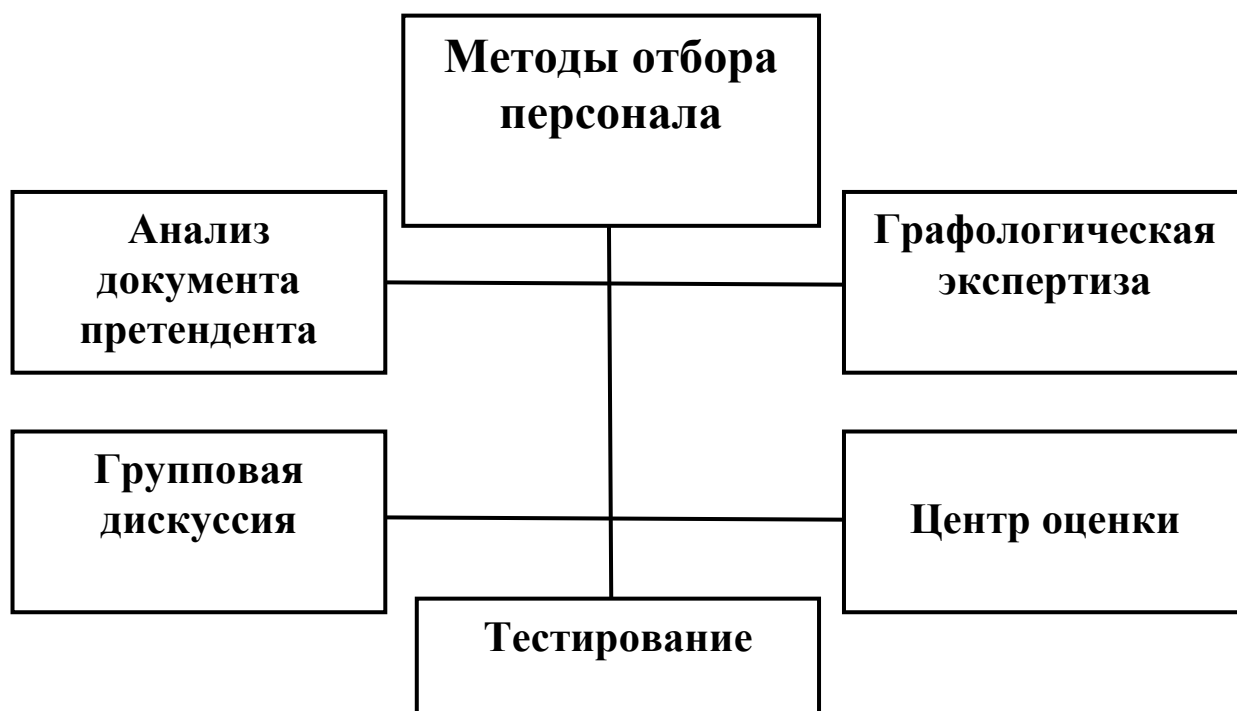 Методы отбора
персонала
Анализ
документа
претендента
Графологическая
экспертиза
Групповая
дискуссия
Центр оценки
Тестирование